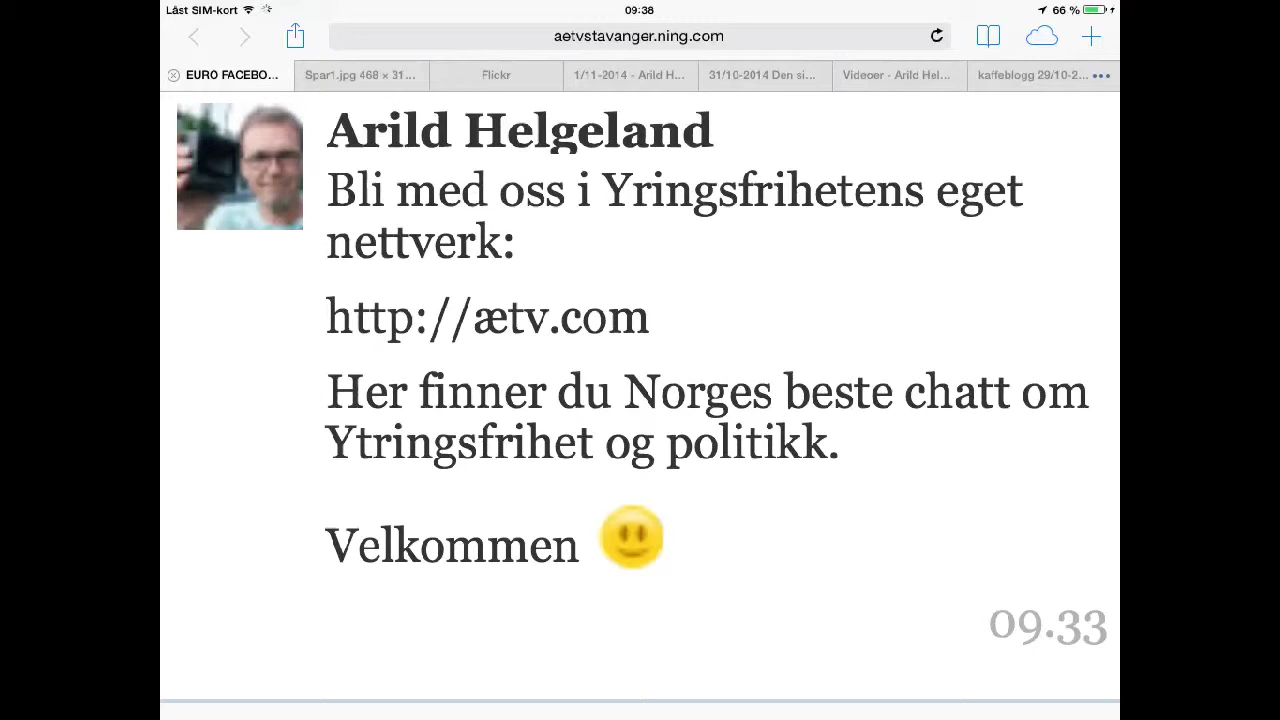 Låst SIM-kort 09:38 66 %
aetvstavanger.ning.com
EURO FACEBO... Spar1.jpg 468 × 31... Flickr 1/11-2014 - Arild H... 31/10-2014 Den si... Videoer - Arild Hel... kaffeblogg 29/10-2...
Arild Helgeland
Bli med oss i Yringsfrihetens eget
nettverk:
http://ætv.com
Her finner du Norges beste chatt om
Ytringsfrihet og politikk.
Velkommen
09.33